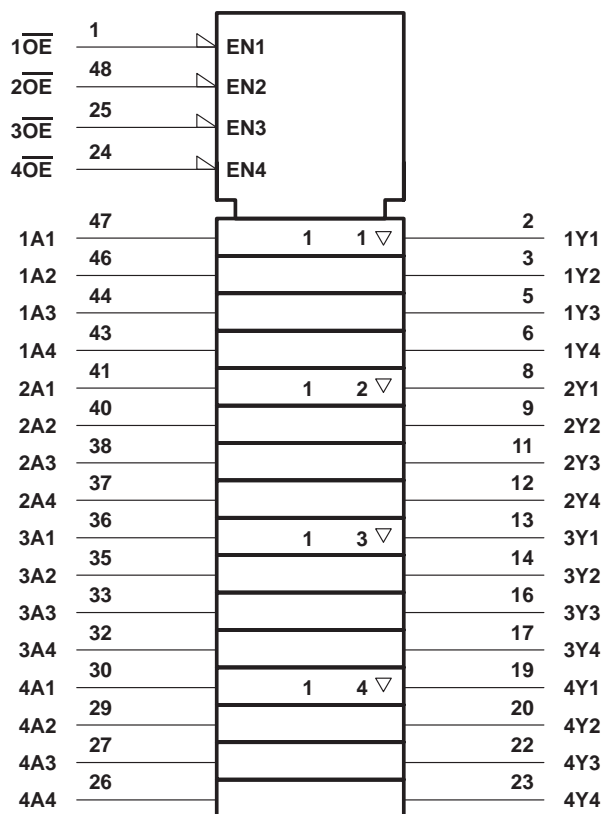 1O̅E̅ 1 EN1
2O̅E̅ 48 EN2
3O̅E̅ 25 EN3
4O̅E̅ 24 EN4
1A1 47 1 1 ▽ 2 1Y1
1A2 46 3 1Y2
1A3 44 5 1Y3
1A4 43 6 1Y4
2A1 41 1 2 ▽ 8 2Y1
2A2 40 9 2Y2
2A3 38 11 2Y3
2A4 37 12 2Y4
3A1 36 1 3 ▽ 13 3Y1
3A2 35 14 3Y2
3A3 33 16 3Y3
3A4 32 17 3Y4
4A1 30 1 4 ▽ 19 4Y1
4A2 29 20 4Y2
4A3 27 22 4Y3
4A4 26 23 4Y4